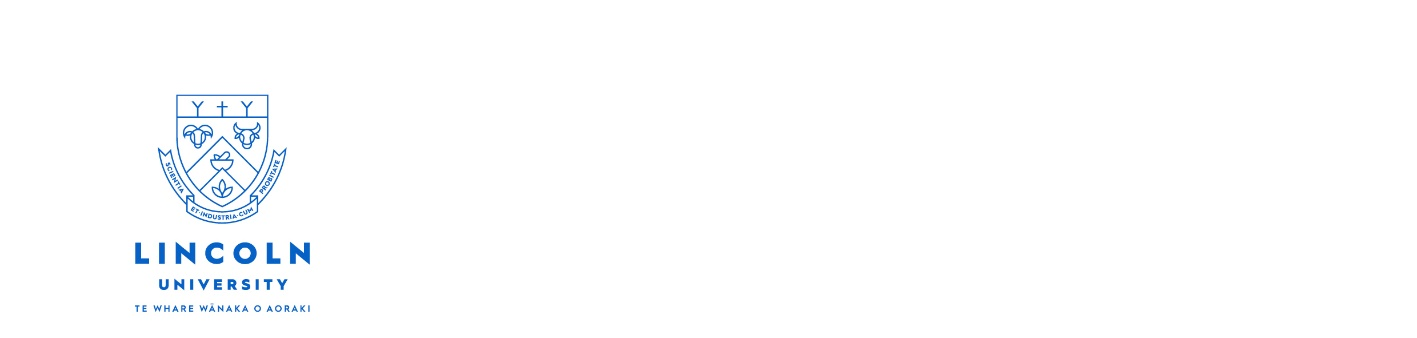 SCIENTIA
ET·INDUSTRIA·CUM
PROBITATE
LINCOLN
UNIVERSITY
TE WHARE WĀNAKA O AORAKI